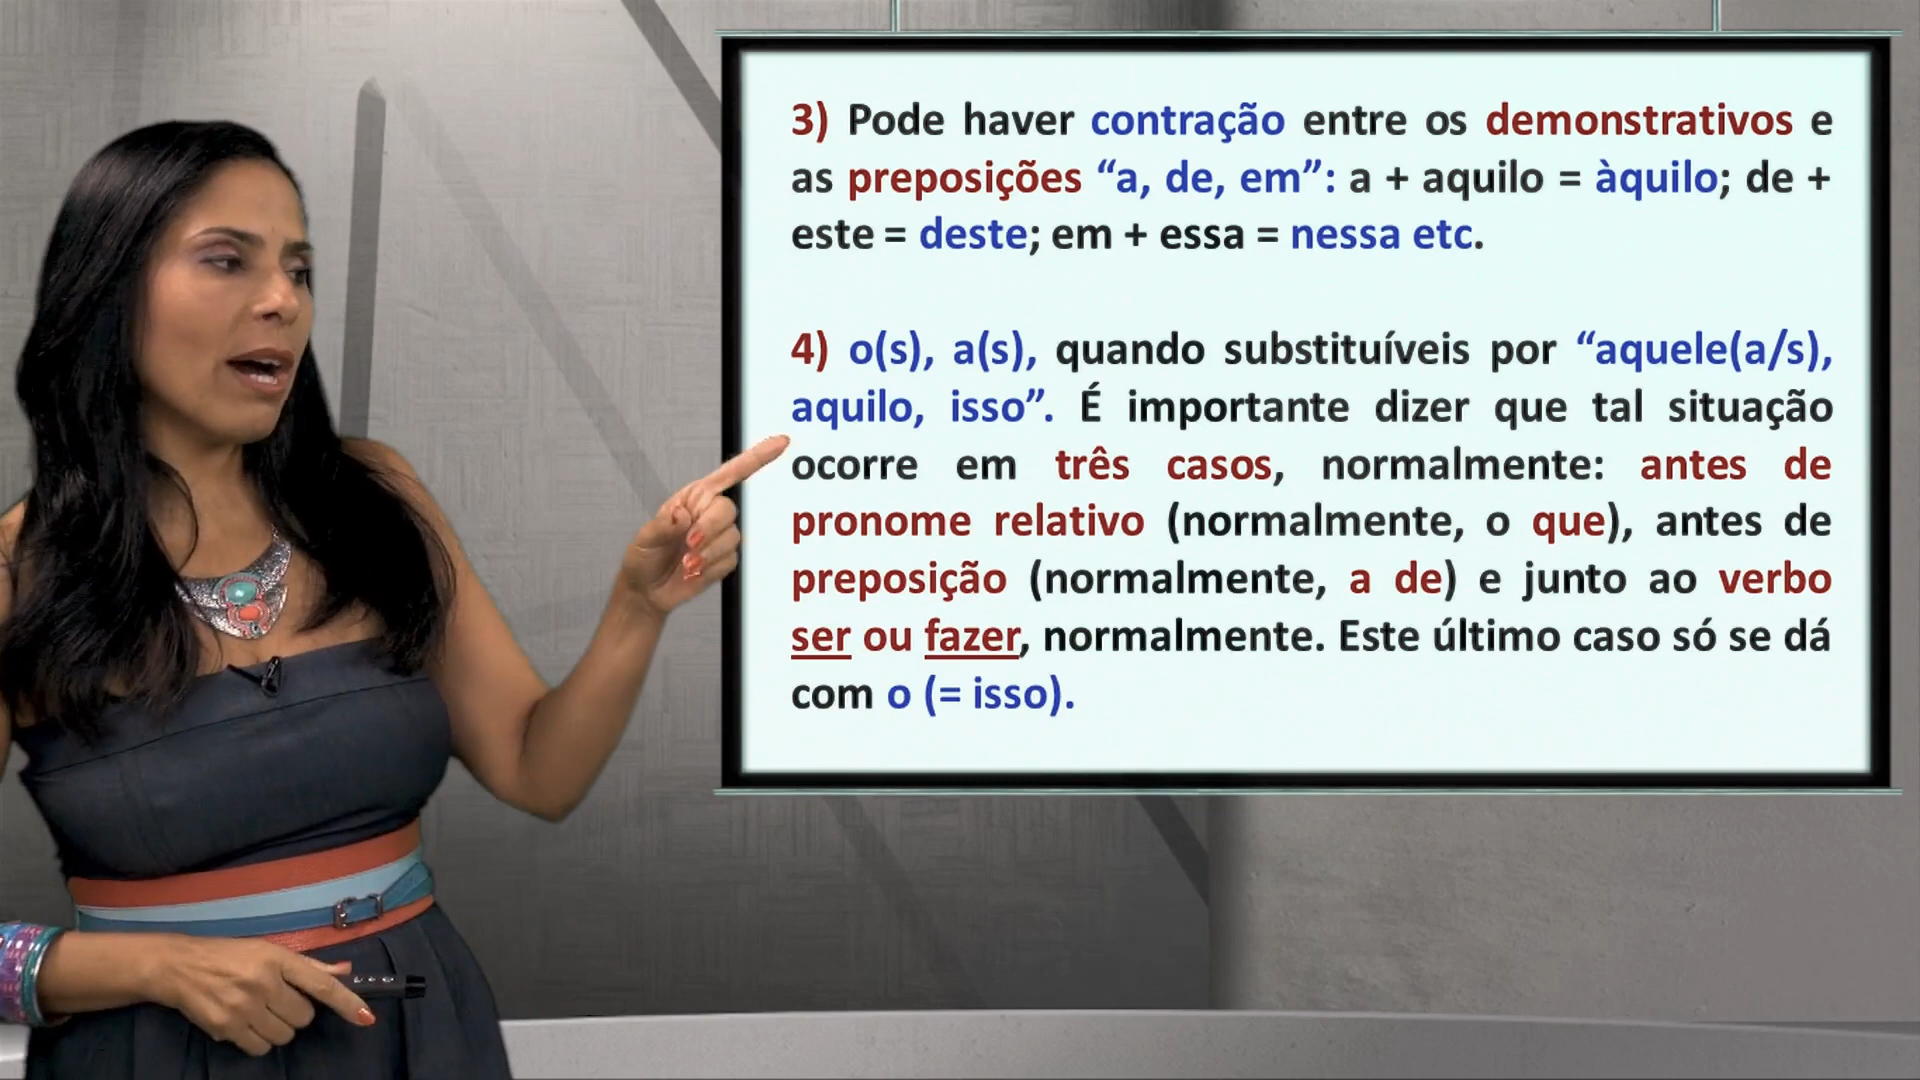 3) Pode haver contração entre os demonstrativos e
as preposições “a, de, em”: a + aquilo = àquilo; de +
este = deste; em + essa = nessa etc.
4) o(s), a(s), quando substituíveis por “aquele(a/s),
aquilo, isso”. É importante dizer que tal situação
ocorre em três casos, normalmente: antes de
pronome relativo (normalmente, o que), antes de
preposição (normalmente, a de) e junto ao verbo
ser ou fazer, normalmente. Este último caso só se dá
com o (= isso).